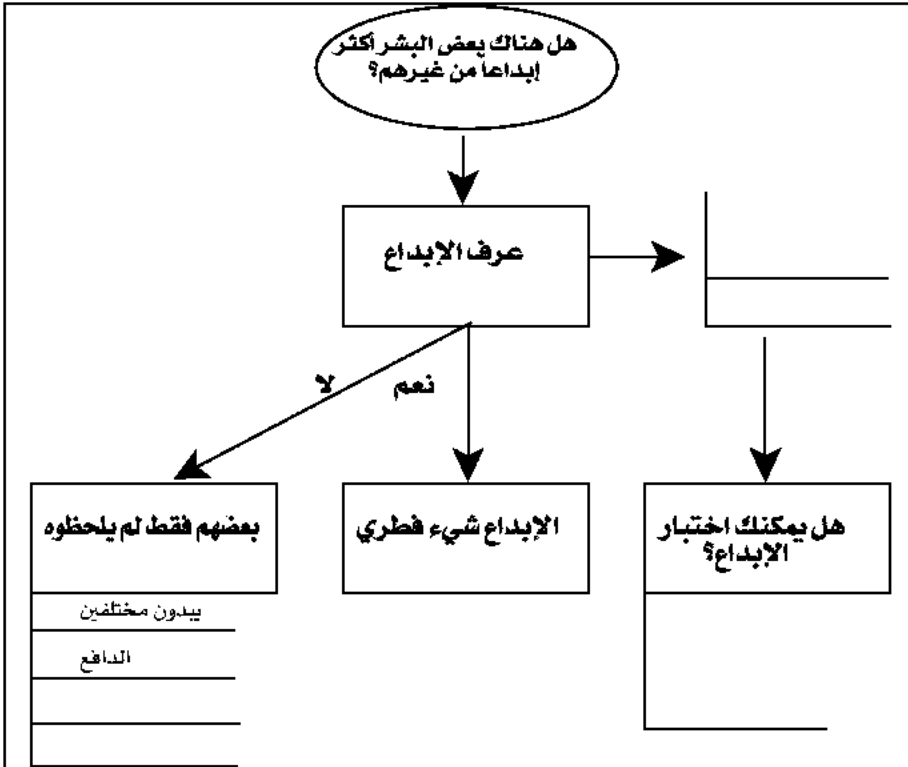 هل هناك بعض البشر أكثر
إبداعاً من غيرهم؟
عرف الإبداع
لا
نعم
هل يمكنك اختبار
الإبداع؟
الإبداع شيء فطري
بعضهم فقط لم يلحظوه
يبدون مختلفين
الدافع